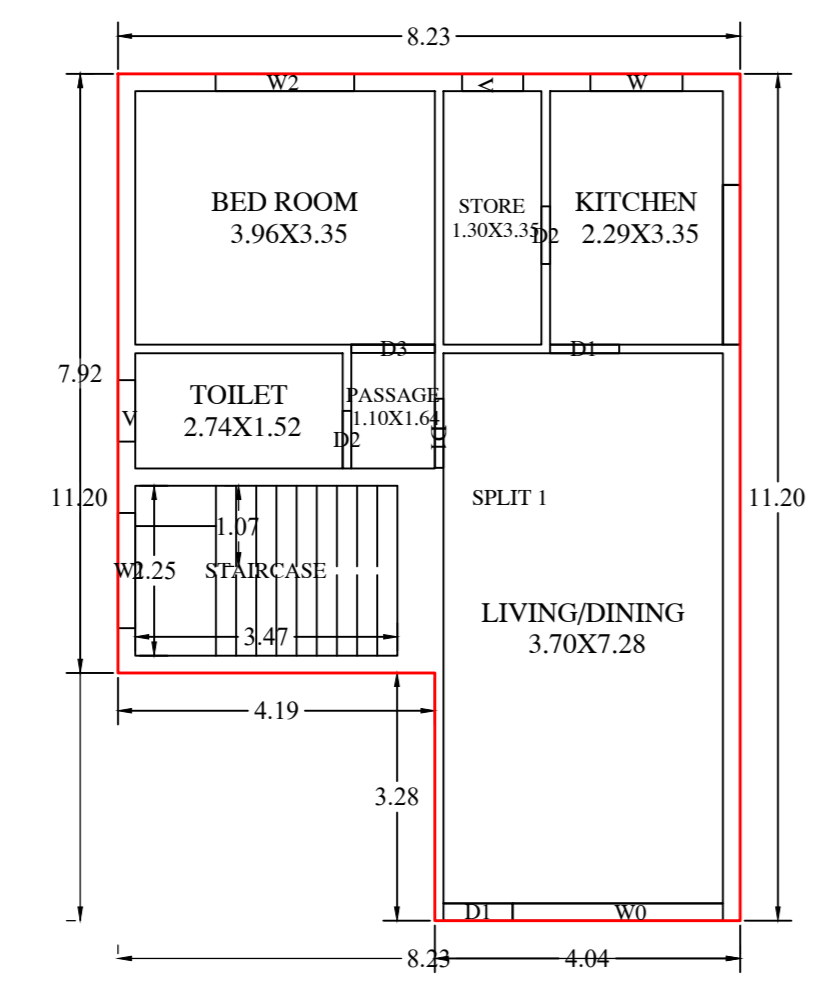 8.23
W2
V
W
BED ROOM
3.96X3.35
STORE
1.30X3.35
D2
KITCHEN
2.29X3.35
D3
D1
7.92
TOILET
2.74X1.52
PASSAGE
1.10X1.64
V
D2
D1
11.20
1.07
SPLIT 1
11.20
2.25
STAIRCASE
LIVING/DINING
3.70X7.28
3.47
4.19
3.28
D1
W0
8.23
4.04